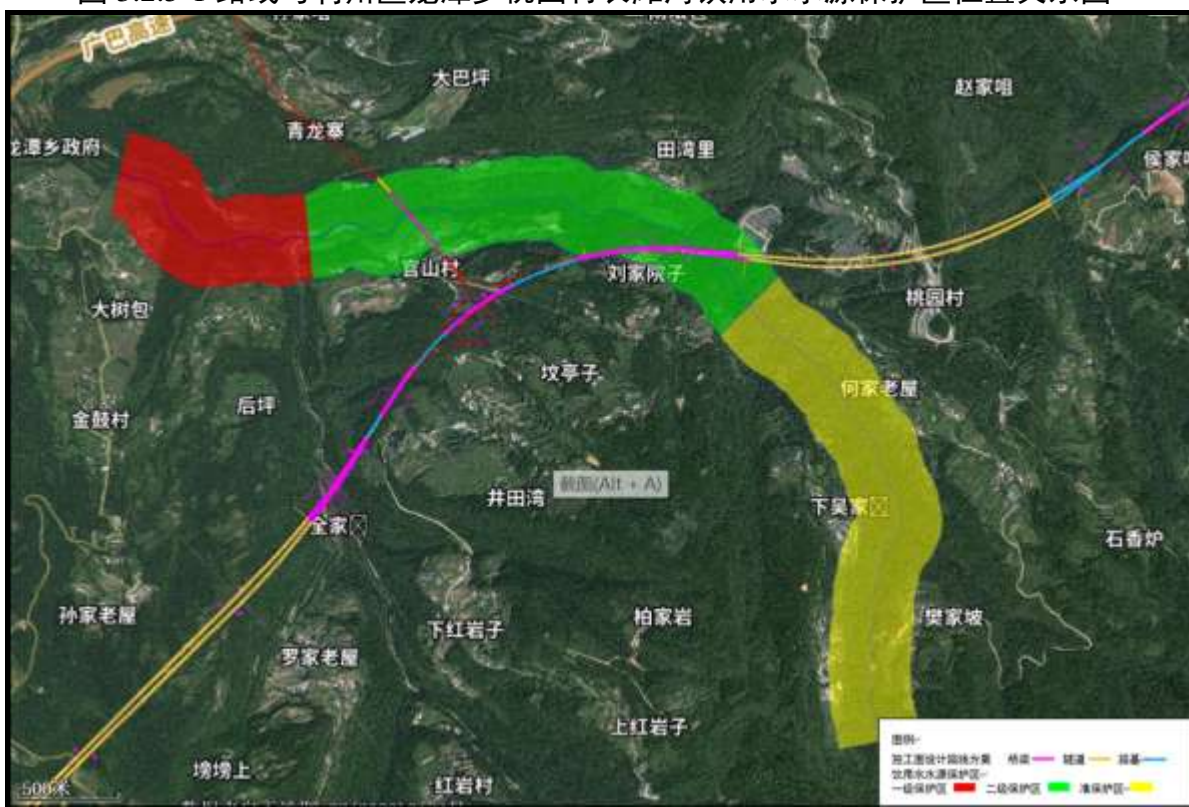 广巴高速
大巴坪
赵家咀
青龙寨
龙潭乡政府
田湾里
侯家
官山村
刘家院子
大树包
桃园村
坟亭子
何家老屋
后坪
金鼓村
截图(Alt + A)
井田湾
下吴家
全家
石香炉
孙家老屋
柏家岩
樊家坡
下红岩子
罗家老屋
上红岩子
塝塝上
红岩村
500米
图例
施工图设计路线方案 桥梁 隧道 路基
饮用水水源保护区
一级保护区 二级保护区 准保护区